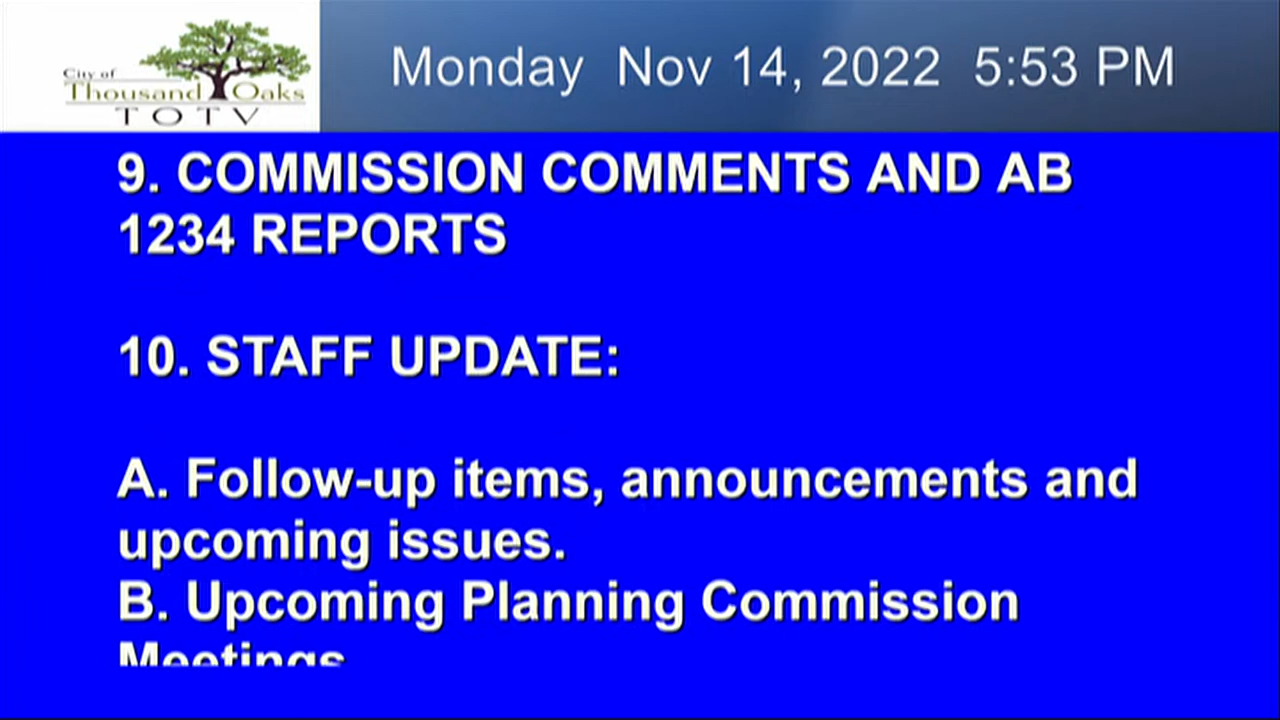 City of
Thousand Oaks
TOTV
Monday Nov 14, 2022 5:53 PM
9. COMMISSION COMMENTS AND AB
1234 REPORTS
10. STAFF UPDATE:
A. Follow-up items, announcements and
upcoming issues.
B. Upcoming Planning Commission
Meetings